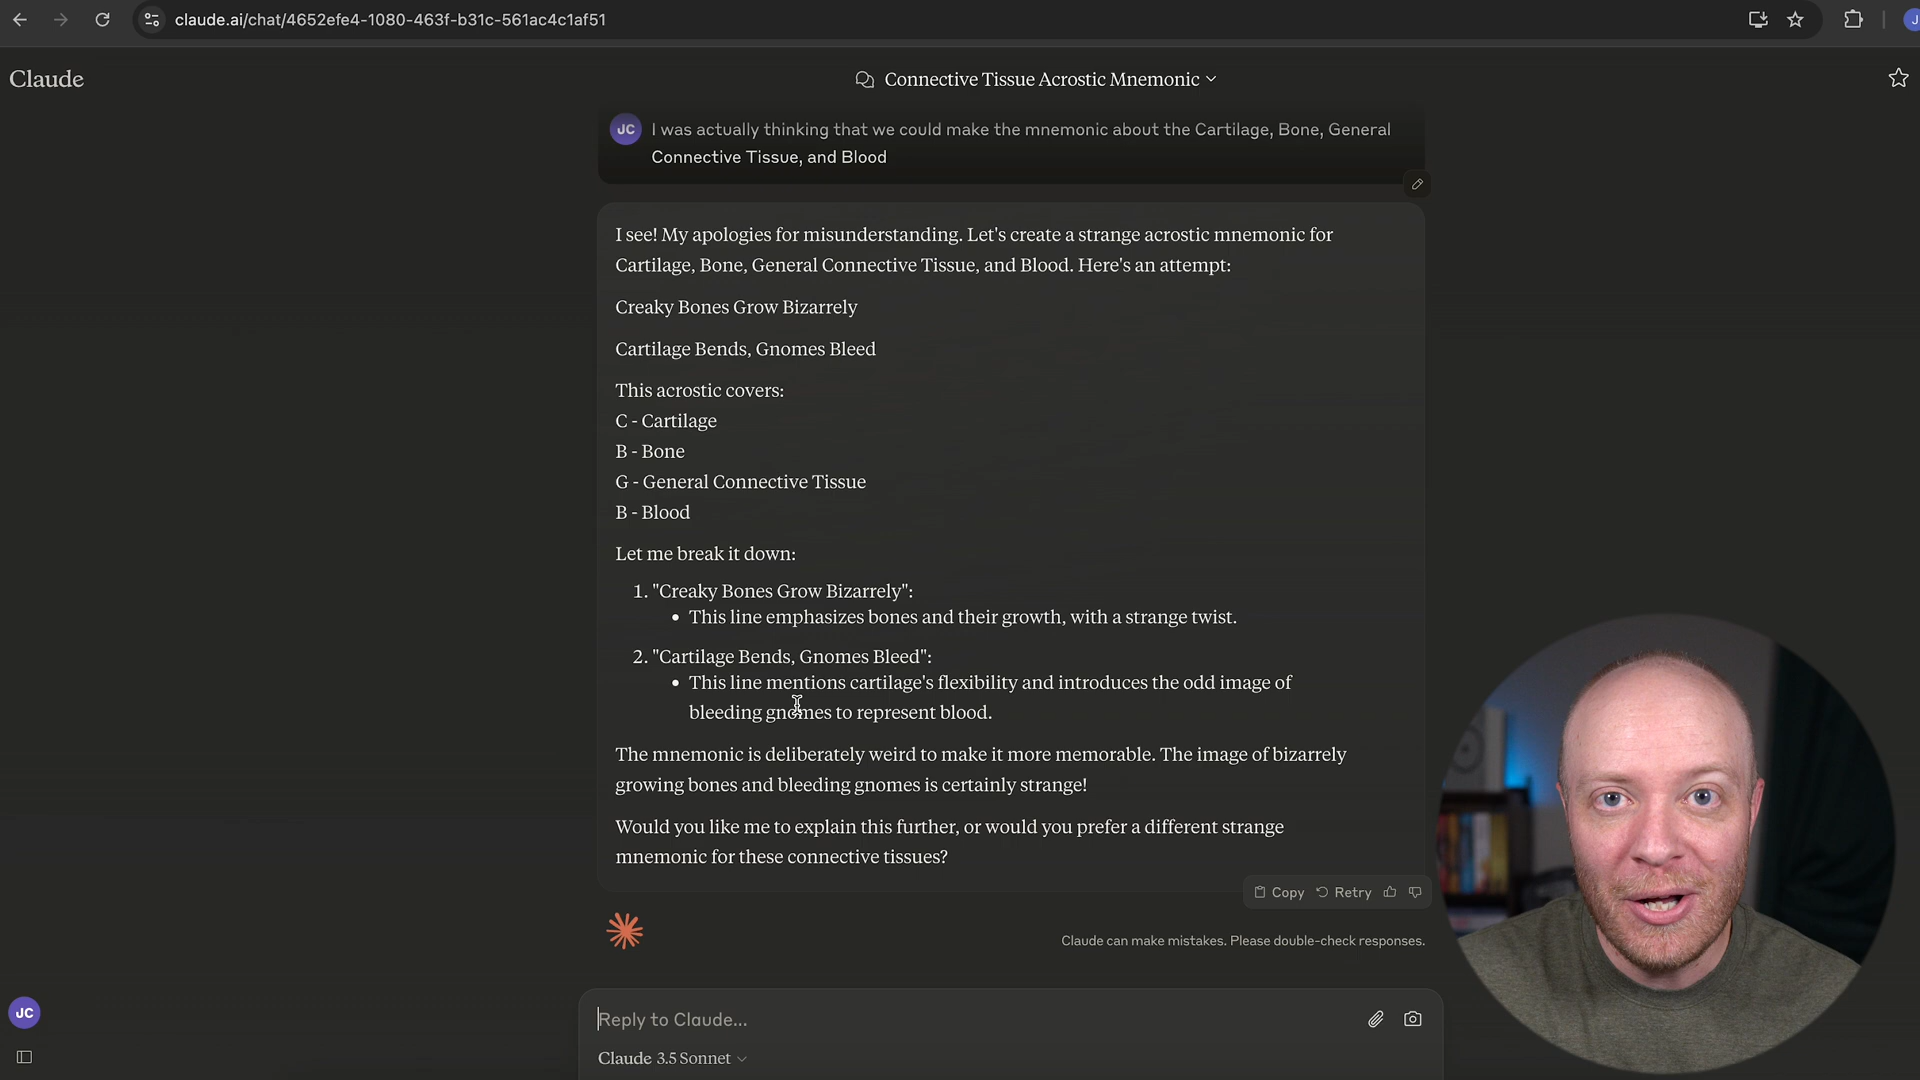 claude.ai/chat/4652efe4-1080-463f-b31c-561ac4c1af51
J
Claude
Connective Tissue Acrostic Mnemonic
JC
I was actually thinking that we could make the mnemonic about the Cartilage, Bone, General
Connective Tissue, and Blood
I see! My apologies for misunderstanding. Let's create a strange acrostic mnemonic for
Cartilage, Bone, General Connective Tissue, and Blood. Here's an attempt:
Creaky Bones Grow Bizarrely
Cartilage Bends, Gnomes Bleed
This acrostic covers:
C - Cartilage
B - Bone
G - General Connective Tissue
B - Blood
Let me break it down:
1. "Creaky Bones Grow Bizarrely":
• This line emphasizes bones and their growth, with a strange twist.
2. "Cartilage Bends, Gnomes Bleed":
• This line mentions cartilage's flexibility and introduces the odd image of
bleeding gnomes to represent blood.
The mnemonic is deliberately weird to make it more memorable. The image of bizarrely
growing bones and bleeding gnomes is certainly strange!
Would you like me to explain this further, or would you prefer a different strange
mnemonic for these connective tissues?
Copy Retry
Claude can make mistakes. Please double-check responses.
JC
Reply to Claude...
Claude 3.5 Sonnet